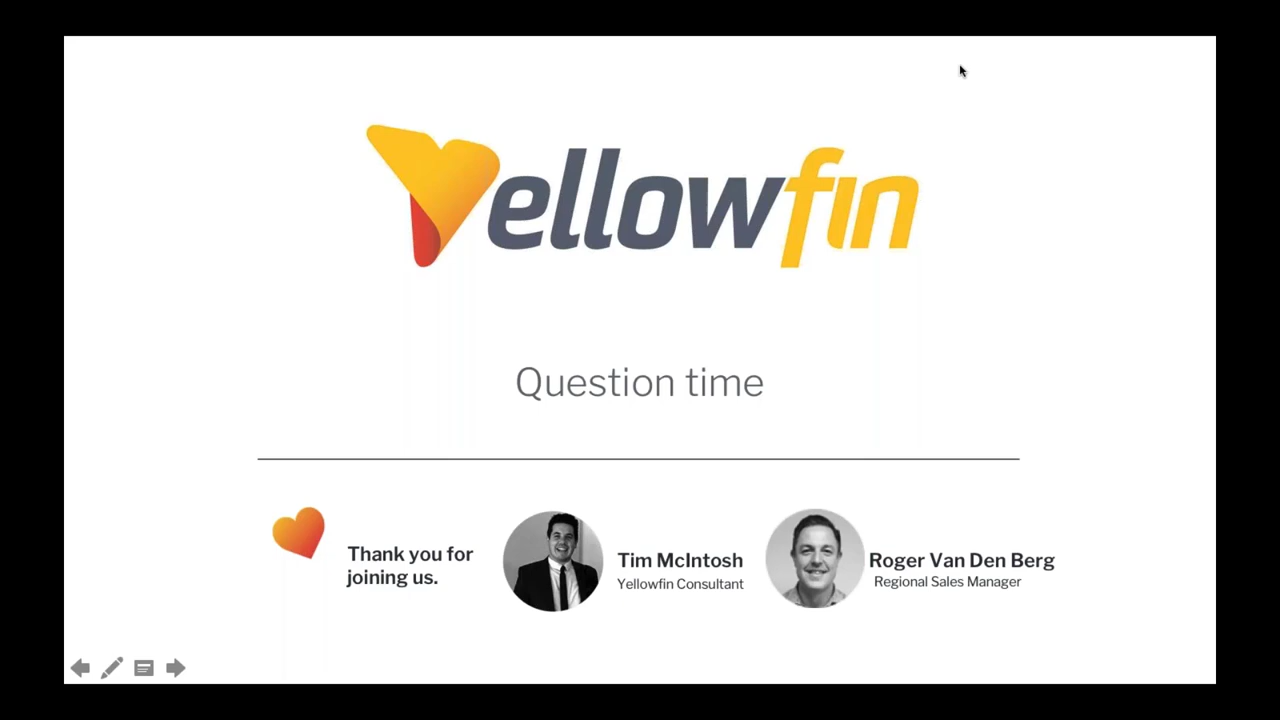 Yellowfin
Question time
Thank you for
joining us.
Tim McIntosh
Yellowfin Consultant
Roger Van Den Berg
Regional Sales Manager